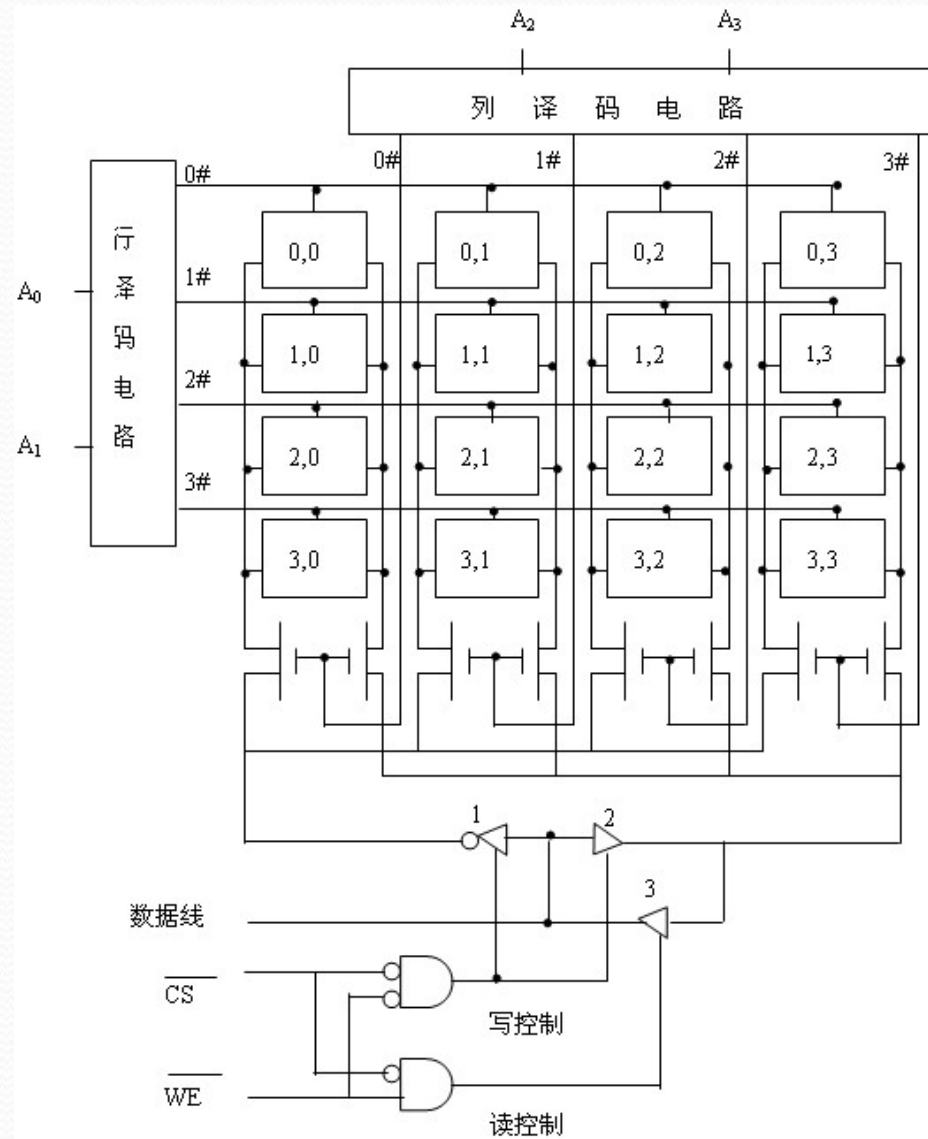 A₂ A₃
列 译 码 电 路
0# 1# 2# 3#
0#
行 泽 码 电 路
0,0 0,1 0,2 0,3
1#
A₀
1,0 1,1 1,2 1,3
2#
A₁
2,0 2,1 2,2 2,3
3#
3,0 3,1 3,2 3,3
1 2
3
数据线
CS
写控制
WE
读控制